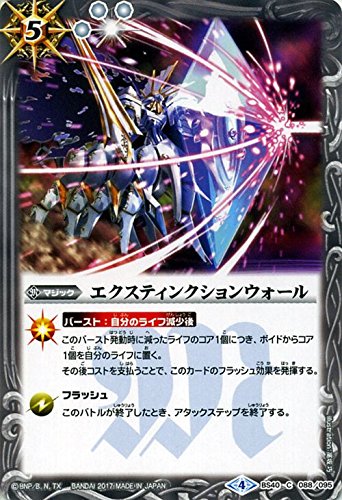 5
マジック
エクスティンクションウォール
バースト:自分のライフ減少後
このバースト発動時に減ったライフのコア1個につき、ボイドからコア
1個を自分のライフに置く。
その後コストを支払うことで、このカードのフラッシュ効果を発揮する。
フラッシュ
このバトルが終了したとき、アタックステップを終了する。
©BNP/B, N, TX BANDAI 2017 MADE IN JAPAN
4
BS40 - C 088/095